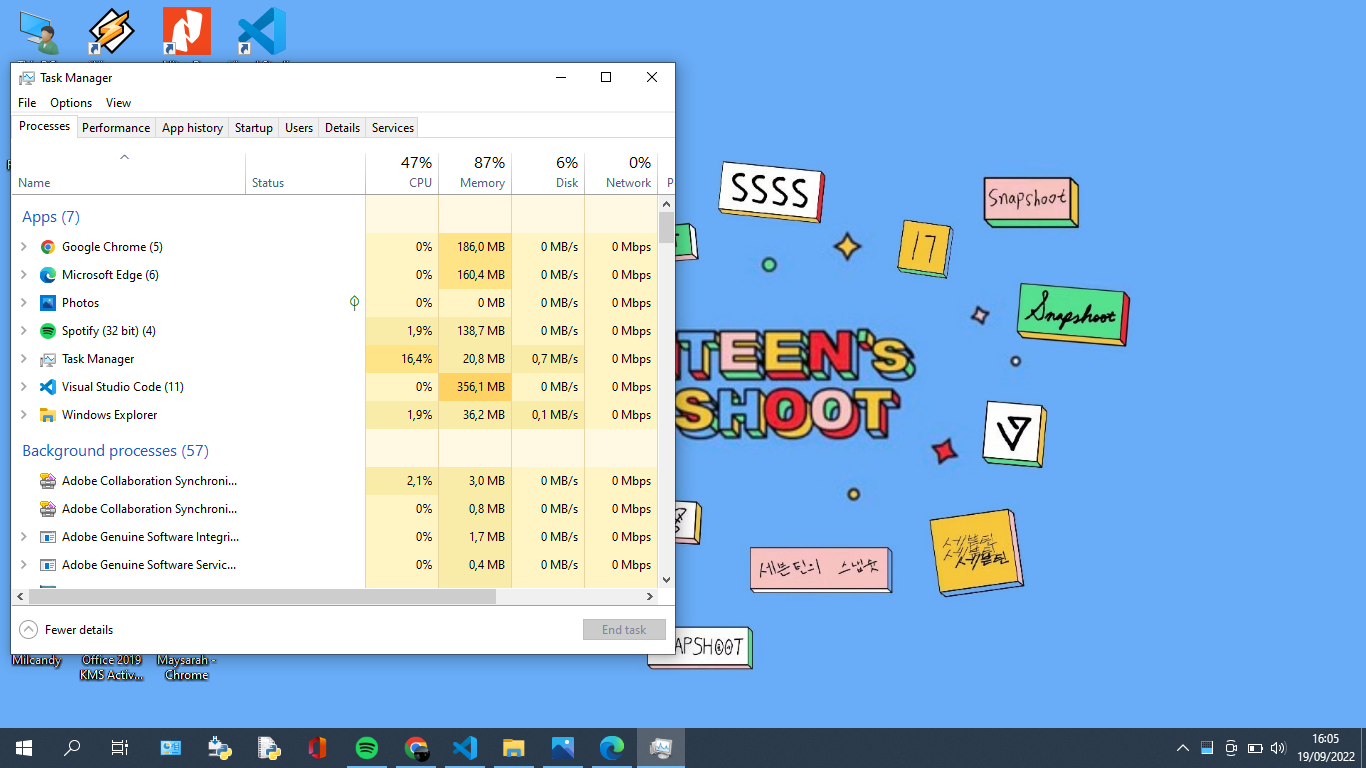 Task Manager
File Options View
Processes Performance App history Startup Users Details Services
47% 87% 6% 0%
Name Status CPU Memory Disk Network P
Apps (7)
Google Chrome (5) 0% 186,0 MB 0 MB/s 0 Mbps
Microsoft Edge (6) 0% 160,4 MB 0 MB/s 0 Mbps
Photos 0% 0 MB 0 MB/s 0 Mbps
Spotify (32 bit) (4) 1,9% 138,7 MB 0 MB/s 0 Mbps
Task Manager 16,4% 20,8 MB 0,7 MB/s 0 Mbps
Visual Studio Code (11) 0% 356,1 MB 0 MB/s 0 Mbps
Windows Explorer 1,9% 36,2 MB 0,1 MB/s 0 Mbps
Background processes (57)
Adobe Collaboration Synchroni... 2,1% 3,0 MB 0 MB/s 0 Mbps
Adobe Collaboration Synchroni... 0% 0,8 MB 0 MB/s 0 Mbps
Adobe Genuine Software Integri... 0% 1,7 MB 0 MB/s 0 Mbps
Adobe Genuine Software Servic... 0% 0,4 MB 0 MB/s 0 Mbps
Fewer details End task
SSSS
Snapshoot
17
Snapshoot
TEEN'S
SHOOT
세븐틴의 스냅슛
세븐틴
APSHOOT
Milcandy
Office 2019
KMS Activ...
Maysarah -
Chrome
16:05
19/09/2022